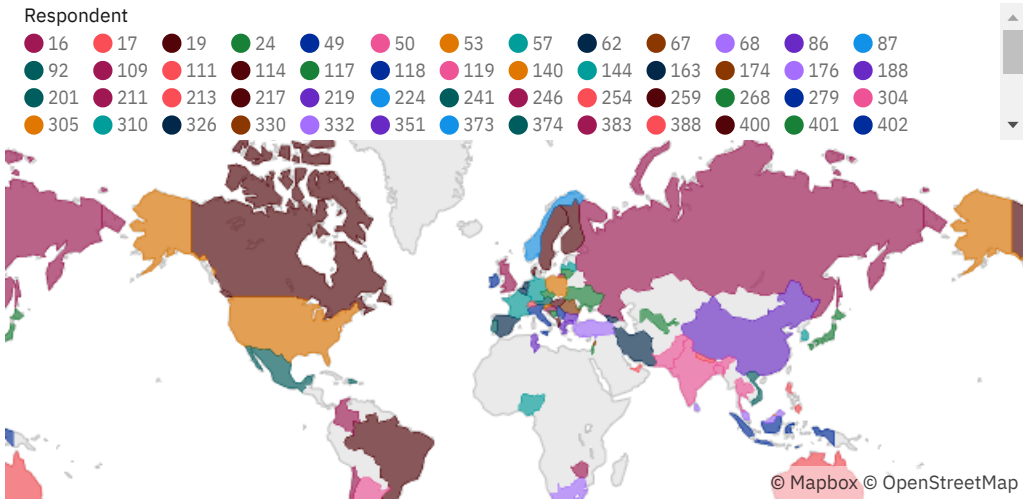 Respondent
16 17 19 24 49 50 53 57 62 67 68 86 87
92 109 111 114 117 118 119 140 144 163 174 176 188
201 211 213 217 219 224 241 246 254 259 268 279 304
305 310 326 330 332 351 373 374 383 388 400 401 402
© Mapbox © OpenStreetMap